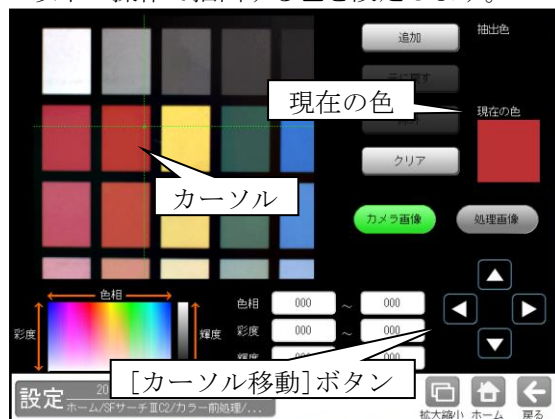 追加
抽出色
現在の色
現在の色
クリア
カーソル
カメラ画像
処理画像
色相
色相
000
～
000
彩度
輝度
彩度
000
～
000
[カーソル移動]ボタン
設定
20
ホーム/SFサーチⅢC2/カラー前処理/...
拡大縮小
ホーム
戻る